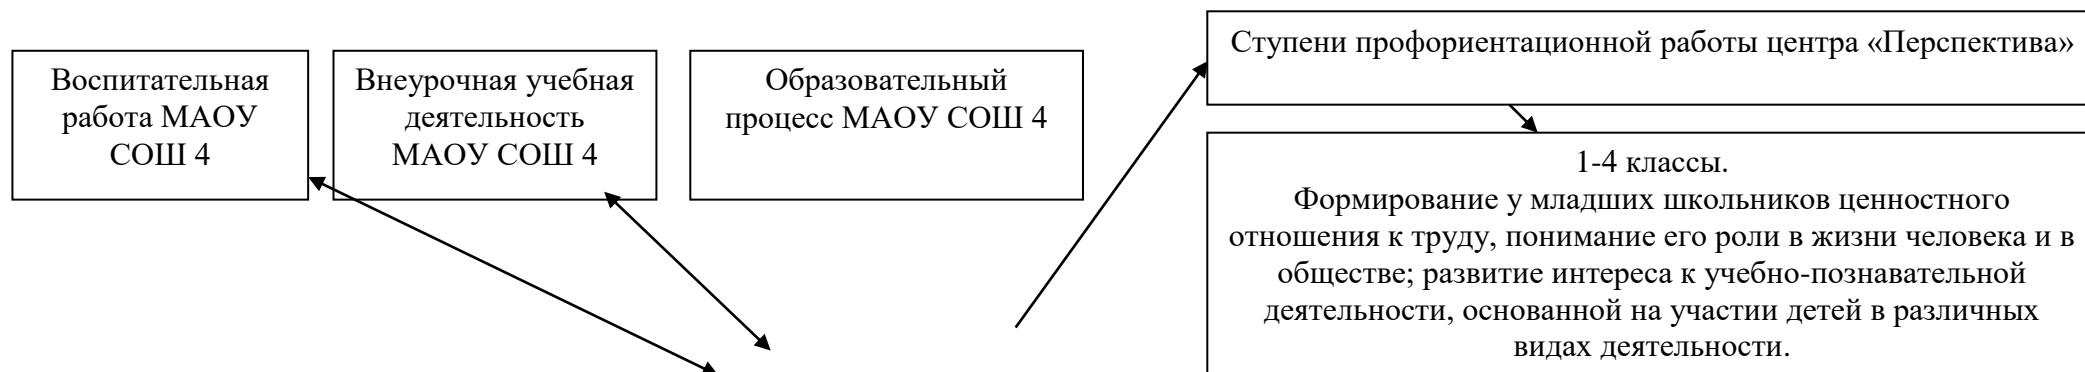 Воспитательная
работа МАОУ
СОШ 4
Внеурочная учебная
деятельность
МАОУ СОШ 4
Образовательный
процесс МАОУ СОШ 4
Ступени профориентационной работы центра «Перспектива»
1-4 классы.
Формирование у младших школьников ценностного
отношения к труду, понимание его роли в жизни человека и в
обществе; развитие интереса к учебно-познавательной
деятельности, основанной на участии детей в различных
видах деятельности.